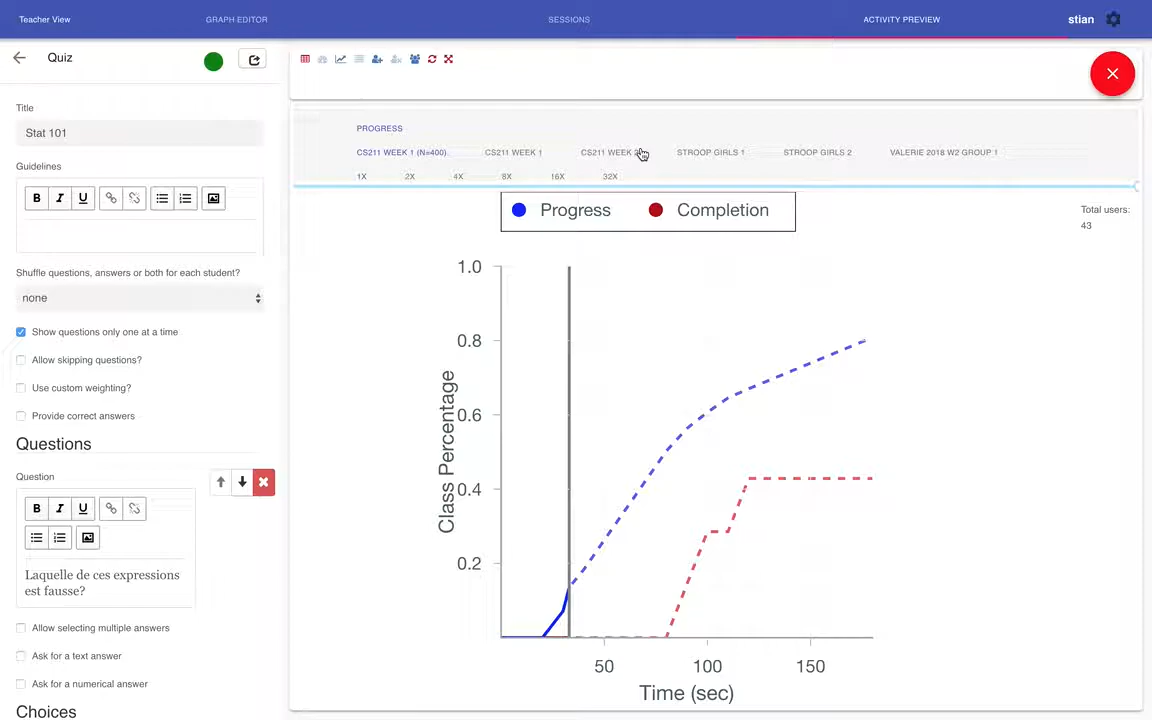 Teacher View
GRAPH EDITOR
SESSIONS
ACTIVITY PREVIEW
stian
Quiz
Title
Stat 101
Guidelines
B I U
Shuffle questions, answers or both for each student?
none
Show questions only one at a time
Allow skipping questions?
Use custom weighting?
Provide correct answers
Questions
Question
B I U
Laquelle de ces expressions
est fausse?
Allow selecting multiple answers
Ask for a text answer
Ask for a numerical answer
Choices
PROGRESS
CS211 WEEK 1 (N=400)
CS211 WEEK 1
CS211 WEEK
STROOP GIRLS 1
STROOP GIRLS 2
VALERIE 2018 W2 GROUP 1
1X 2X 4X 8X 16X 32X
Progress Completion
Total users:
43
1.0
0.8
0.6
0.4
0.2
Class Percentage
50 100 150
Time (sec)